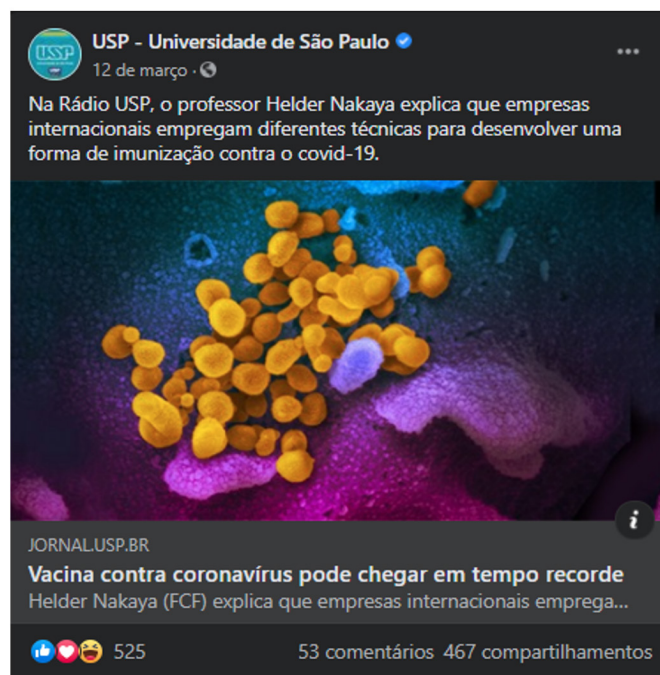 USP
USP - Universidade de São Paulo
12 de março ·
Na Rádio USP, o professor Helder Nakaya explica que empresas
internacionais empregam diferentes técnicas para desenvolver uma
forma de imunização contra o covid-19.
JORNAL.USP.BR
Vacina contra coronavírus pode chegar em tempo recorde
Helder Nakaya (FCF) explica que empresas internacionais emprega...
525
53 comentários 467 compartilhamentos